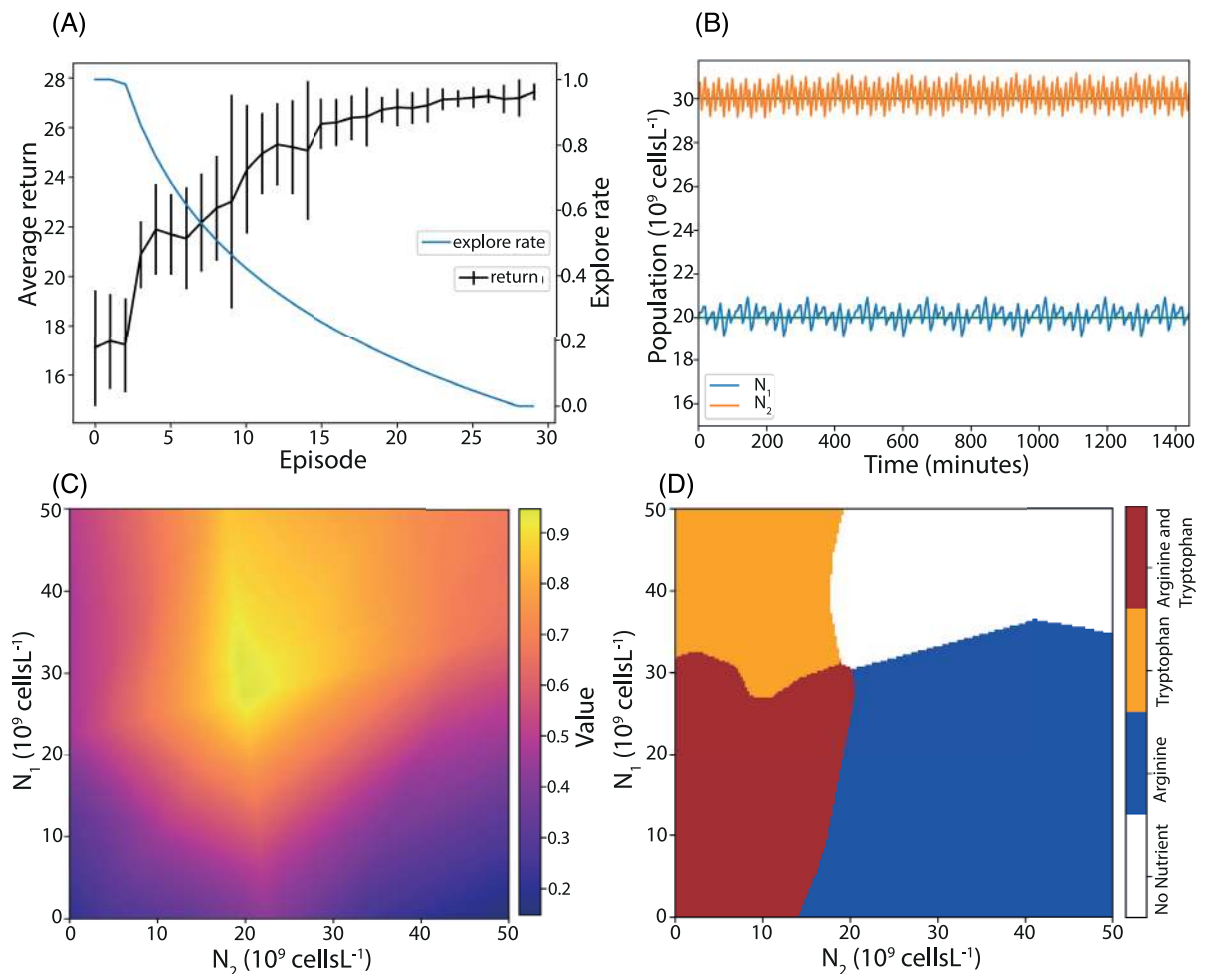 (A)
28
26
24
22
20
18
16
Average return
1.0
0.8
0.6
0.4
0.2
0.0
Explore rate
explore rate
return
0 5 10 15 20 25 30
Episode
(B)
30
28
26
24
22
20
18
16
Population (10⁹ cellsL⁻¹)
N₁
N₂
0 200 400 600 800 1000 1200 1400
Time (minutes)
(C)
50
40
30
20
10
0
N₁ (10⁹ cellsL⁻¹)
0 10 20 30 40 50
N₂ (10⁹ cellsL⁻¹)
0.9
0.8
0.7
0.6
0.5
0.4
0.3
0.2
Value
(D)
50
40
30
20
10
0
N₁ (10⁹ cellsL⁻¹)
0 10 20 30 40 50
N₂ (10⁹ cellsL⁻¹)
Arginine and
Tryptophan
Tryptophan
Arginine
No Nutrient